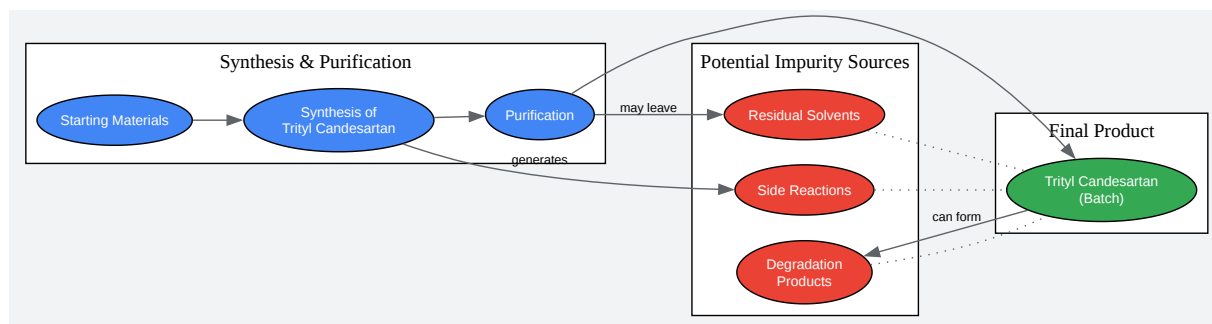 Synthesis & Purification
Starting Materials
Synthesis of
Trityl Candesartan
Purification
generates
may leave
Potential Impurity Sources
Residual Solvents
Side Reactions
Degradation
Products
can form
Final Product
Trityl Candesartan
(Batch)